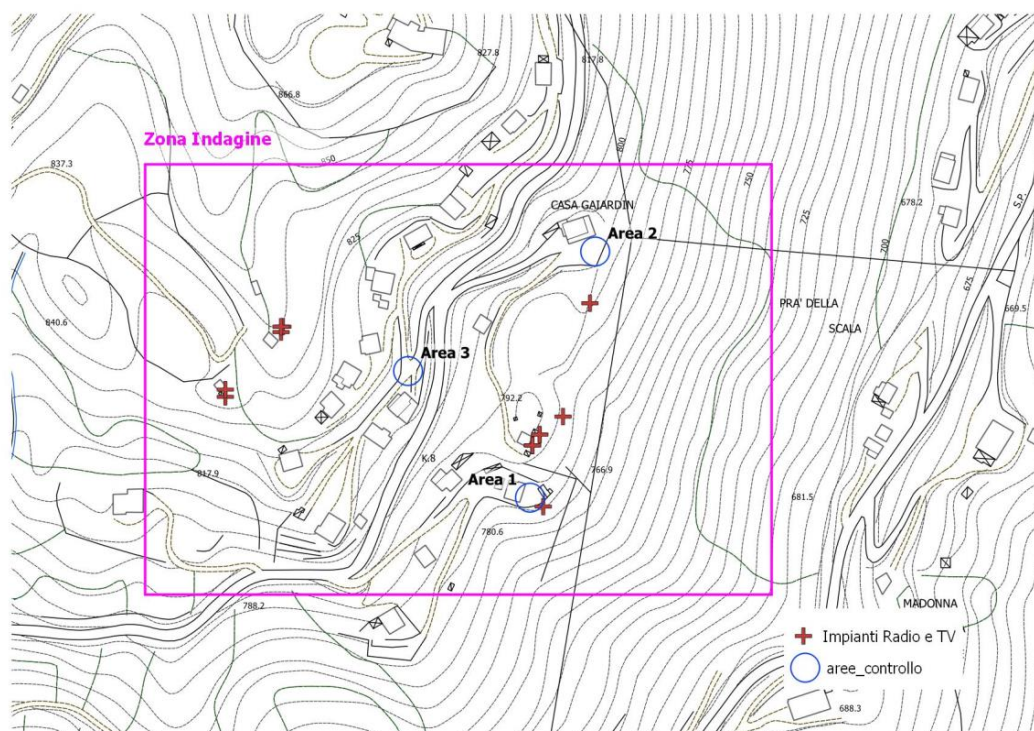 827.8
817.8
866.8
Zona Indagine
850
800
837.3
775
750
678.2
S.P.
CASA GAIARDIN
725
825
Area 2
700
675
PRA' DELLA
SCALA
669.5
840.6
Area 3
792.2
K.8
766.9
817.9
Area 1
681.5
780.6
788.2
MADONNA
Impianti Radio e TV
aree_controllo
688.3